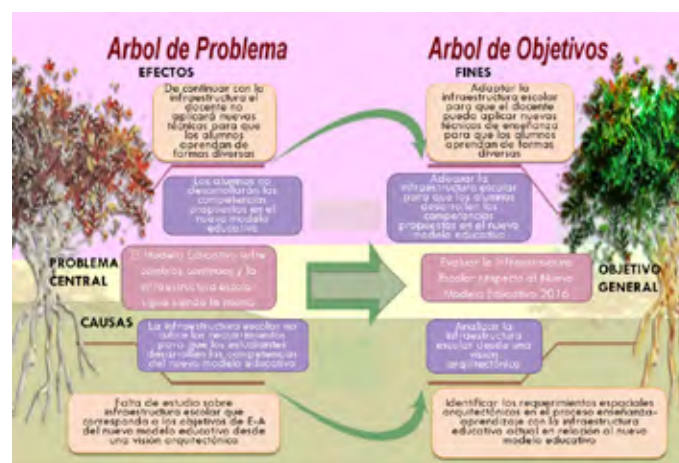 Arbol de Problema
EFECTOS
De continuar con la
infraestructura el
docente no
aplicará nuevas
técnicas para que
los alumnos
aprendan de
formas diversas
Los alumnos no
desarrollarán las
competencias
propuestas en el
nuevo modelo
educativo
PROBLEMA
CENTRAL
El Modelo Educativo sufre
cambios continuos y la
infraestructura escolar
sigue siendo la misma
CAUSAS
La infraestructura escolar no
cubre los requerimientos
para que los estudiantes
desarrollen las competencias
del nuevo modelo educativo
Falta de estudio sobre
infraestructura escolar que
corresponda a los objetivos de E-A
del nuevo modelo educativo desde
una visión arquitectónica
Arbol de Objetivos
FINES
Adaptar la
infraestructura escolar
para que el docente
pueda aplicar nuevas
técnicas de enseñanza
para que los alumnos
aprendan de formas
diversas
Adecuar la
infraestructura escolar
para que los alumnos
desarrollen las
competencias
propuestas en el nuevo
modelo educativo
Evaluar la Infraestructura
Escolar respecto al Nuevo
Modelo Educativo 2016
OBJETIVO
GENERAL
Analizar la
infraestructura
escolar desde una
visión
arquitectónica
Identificar los requerimientos espaciales
arquitectónicos en el proceso enseñanza-
aprendizaje con la infraestructura
educativa actual en relación al nuevo
modelo educativo